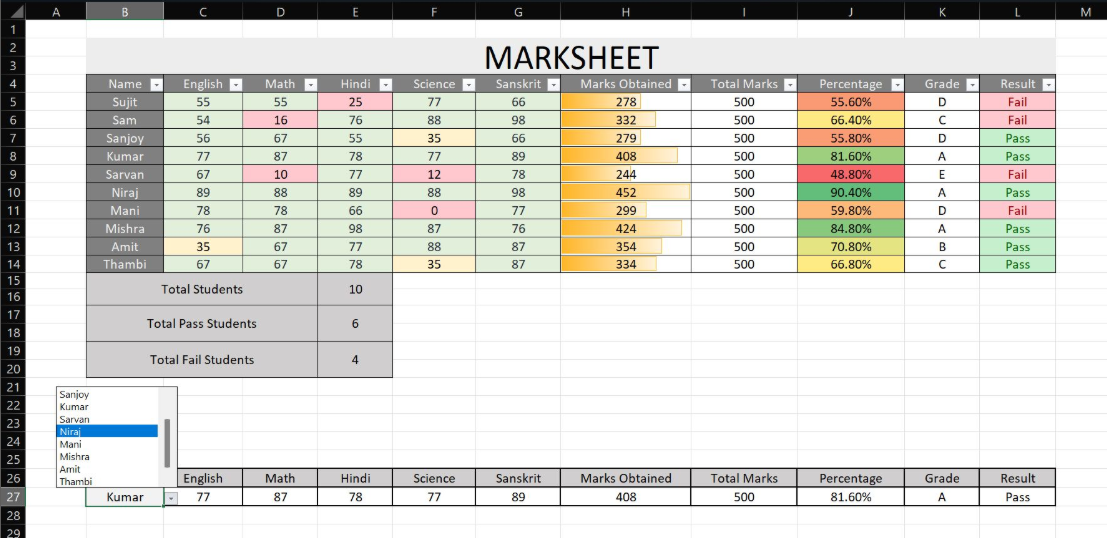 A B C D E F G H I J K L M
1
2
3 MARKSHEET
4 Name English Math Hindi Science Sanskrit Marks Obtained Total Marks Percentage Grade Result
5 Sujit 55 55 25 77 66 278 500 55.60% D Fail
6 Sam 54 16 76 88 98 332 500 66.40% C Fail
7 Sanjoy 56 67 55 35 66 279 500 55.80% D Pass
8 Kumar 77 87 78 77 89 408 500 81.60% A Pass
9 Sarvan 67 10 77 12 78 244 500 48.80% E Fail
10 Niraj 89 88 89 88 98 452 500 90.40% A Pass
11 Mani 78 78 66 0 77 299 500 59.80% D Fail
12 Mishra 76 87 98 87 76 424 500 84.80% A Pass
13 Amit 35 67 77 88 87 354 500 70.80% B Pass
14 Thambi 67 67 78 35 87 334 500 66.80% C Pass
15
16 Total Students 10
17
18 Total Pass Students 6
19
20 Total Fail Students 4
21 Sanjoy
22 Kumar
23 Sarvan
Niraj
24 Mani
25 Mishra
Amit
26 Thambi English Math Hindi Science Sanskrit Marks Obtained Total Marks Percentage Grade Result
27 Kumar 77 87 78 77 89 408 500 81.60% A Pass
28
29